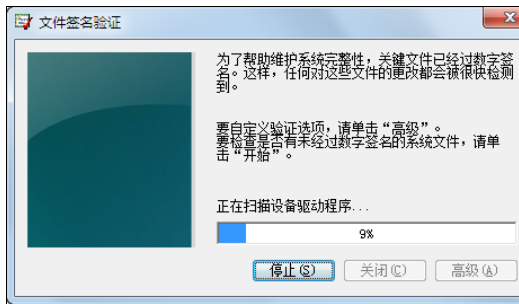 文件签名验证
为了帮助维护系统完整性，关键文件已经过数字签
名。这样，任何对这些文件的更改都会被很快检测
到。
要自定义验证选项，请单击“高级”。
要检查是否有未经过数字签名的系统文件，请单
击“开始”。
正在扫描设备驱动程序...
9%
停止(S)
关闭(C)
高级(A)